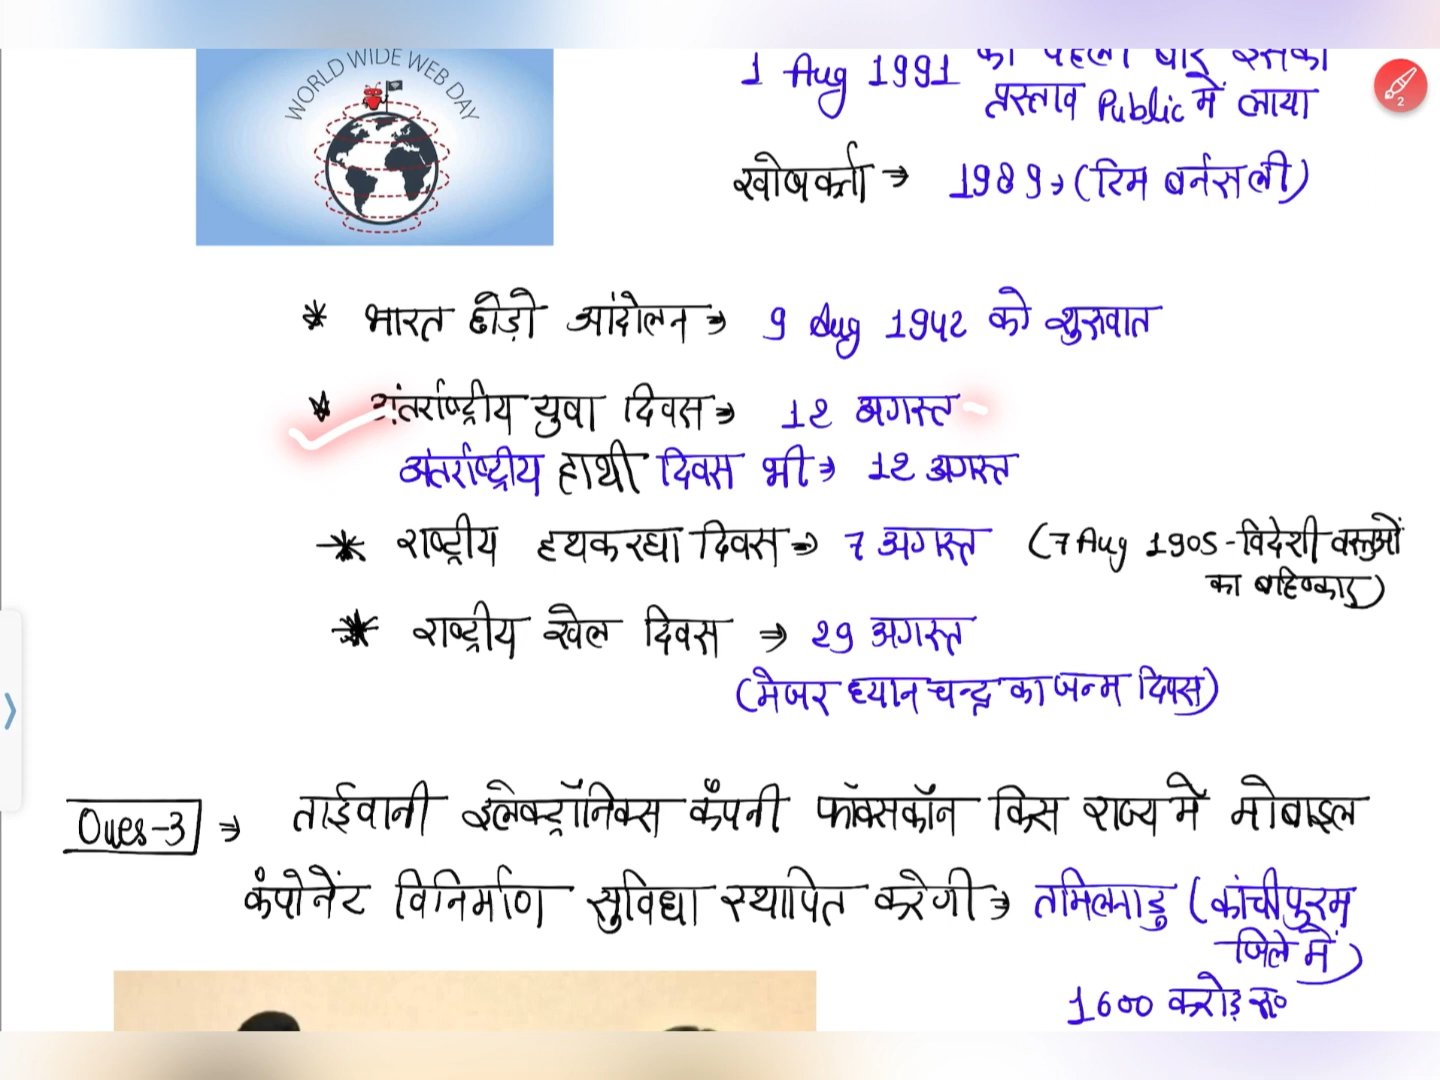 WORLD WIDE WEB DAY
1 Aug 1991 को पहली बार इसका
प्रस्ताव Public में लाया
खोजकर्ता ⇒ 1989 → (टिम बर्नर्सली)
* भारत छोड़ो आंदोलन ⇒ 9 Aug 1942 को शुरुवात
* अंतर्राष्ट्रीय युवा दिवस ⇒ 12 अगस्त
अंतर्राष्ट्रीय हाथी दिवस भी ⇒ 12 अगस्त
* राष्ट्रीय हथकरघा दिवस ⇒ 7 अगस्त (7 Aug 1905 - विदेशी वस्तुओं
का बहिष्कार)
* राष्ट्रीय खेल दिवस ⇒ 29 अगस्त
(मेजर ध्यानचन्द्र का जन्म दिवस)
Ques-3 ⇒ ताईवानी इलेक्ट्रॉनिक्स कँपनी फॉक्सकॉन किस राज्य में मोबाइल
कंपोनेंट विनिर्माण सुविधा स्थापित करेगी ⇒ तमिलनाडु (कांचीपुरम
जिले में)
1600 करोड़ रु०
2